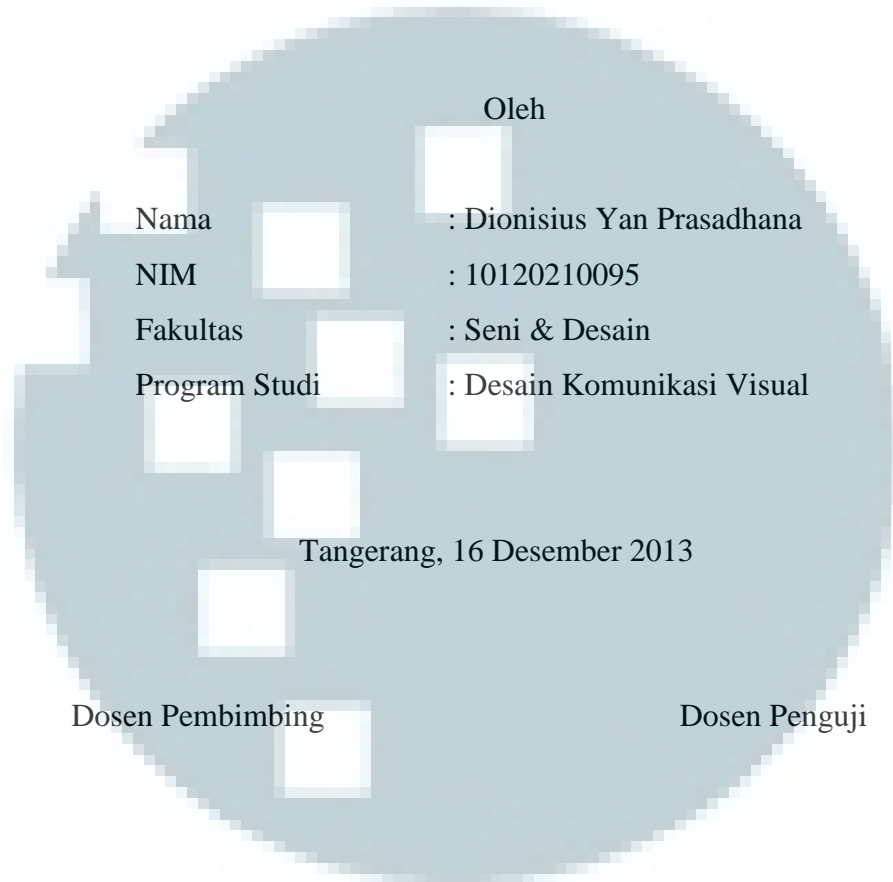 Oleh
Nama : Dionisius Yan Prasadhana
NIM : 10120210095
Fakultas : Seni & Desain
Program Studi : Desain Komunikasi Visual
Tangerang, 16 Desember 2013
Dosen Pembimbing Dosen Penguji